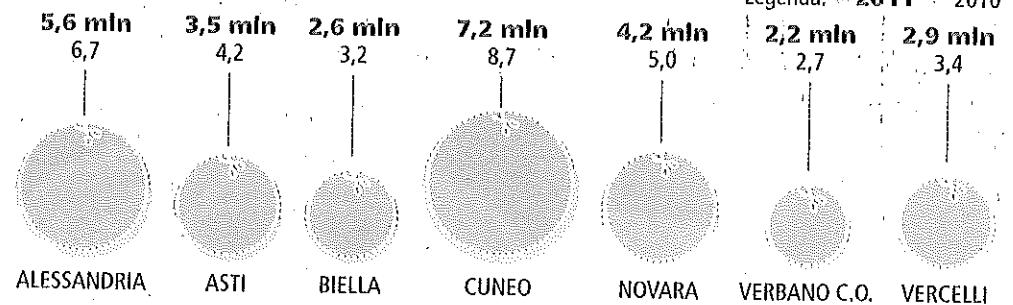 Legenda: 2011 2010
5,6 mln 3,5 mln 2,6 mln 7,2 mln 4,2 mln 2,2 mln 2,9 mln
6,7 4,2 3,2 8,7 5,0 2,7 3,4
ALESSANDRIA ASTI BIELLA CUNEO NOVARA VERBANO C.O. VERCELLI